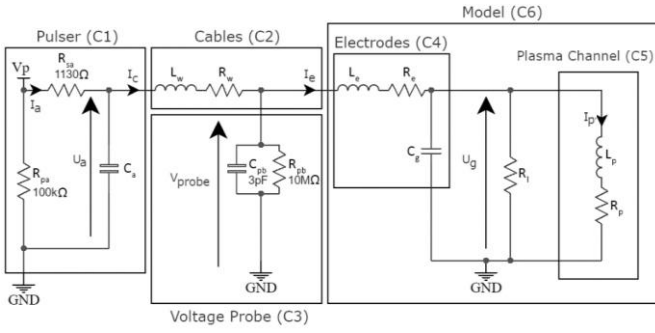 Model (C6)
Pulser (C1)
Cables (C2)
Electrodes (C4)
Plasma Channel (C5)
Vp
Rsa
1130Ω
Ia
Ic
Lw
Rw
Ie
Le
Re
Ip
Ua
Ca
Rpa
100kΩ
Vprobe
Cpb
3pF
Rpb
10MΩ
Cg
Ug
Rl
Lp
Rp
GND
GND
GND
Voltage Probe (C3)